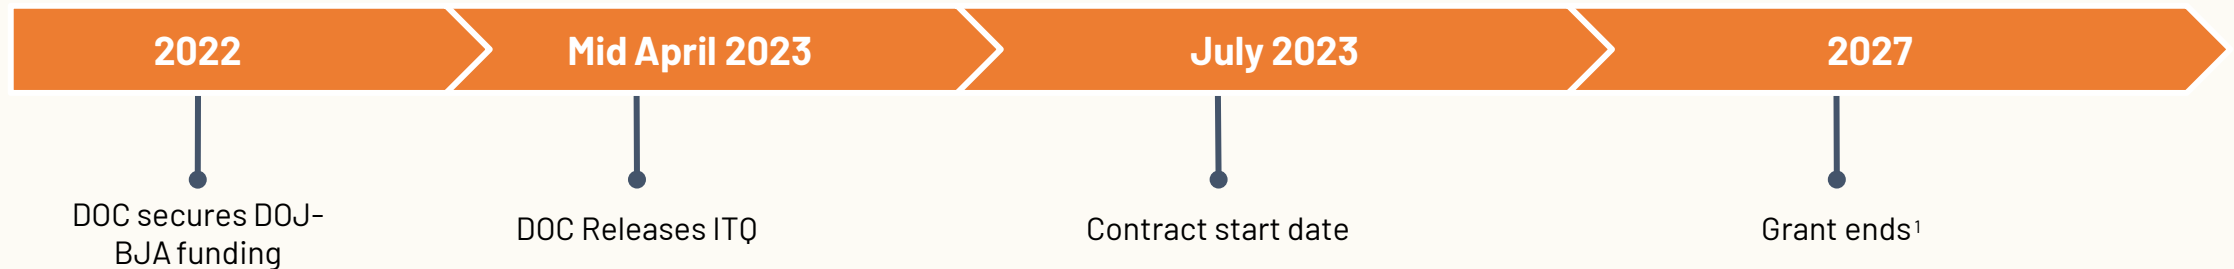 2022
Mid April 2023
July 2023
2027
DOC secures DOJ-
BJA funding
DOC Releases ITQ
Contract start date
Grant ends¹